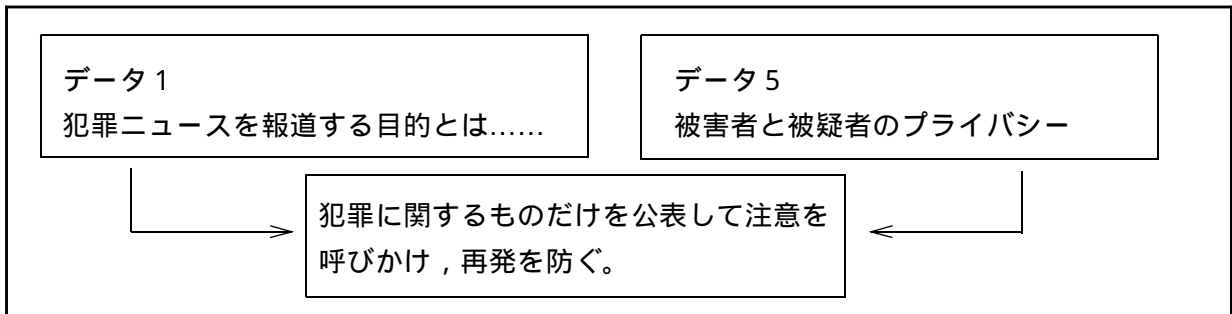 データ1
犯罪ニュースを報道する目的とは……
データ5
被害者と被疑者のプライバシー
犯罪に関するものだけを公表して注意を
呼びかけ，再発を防ぐ。